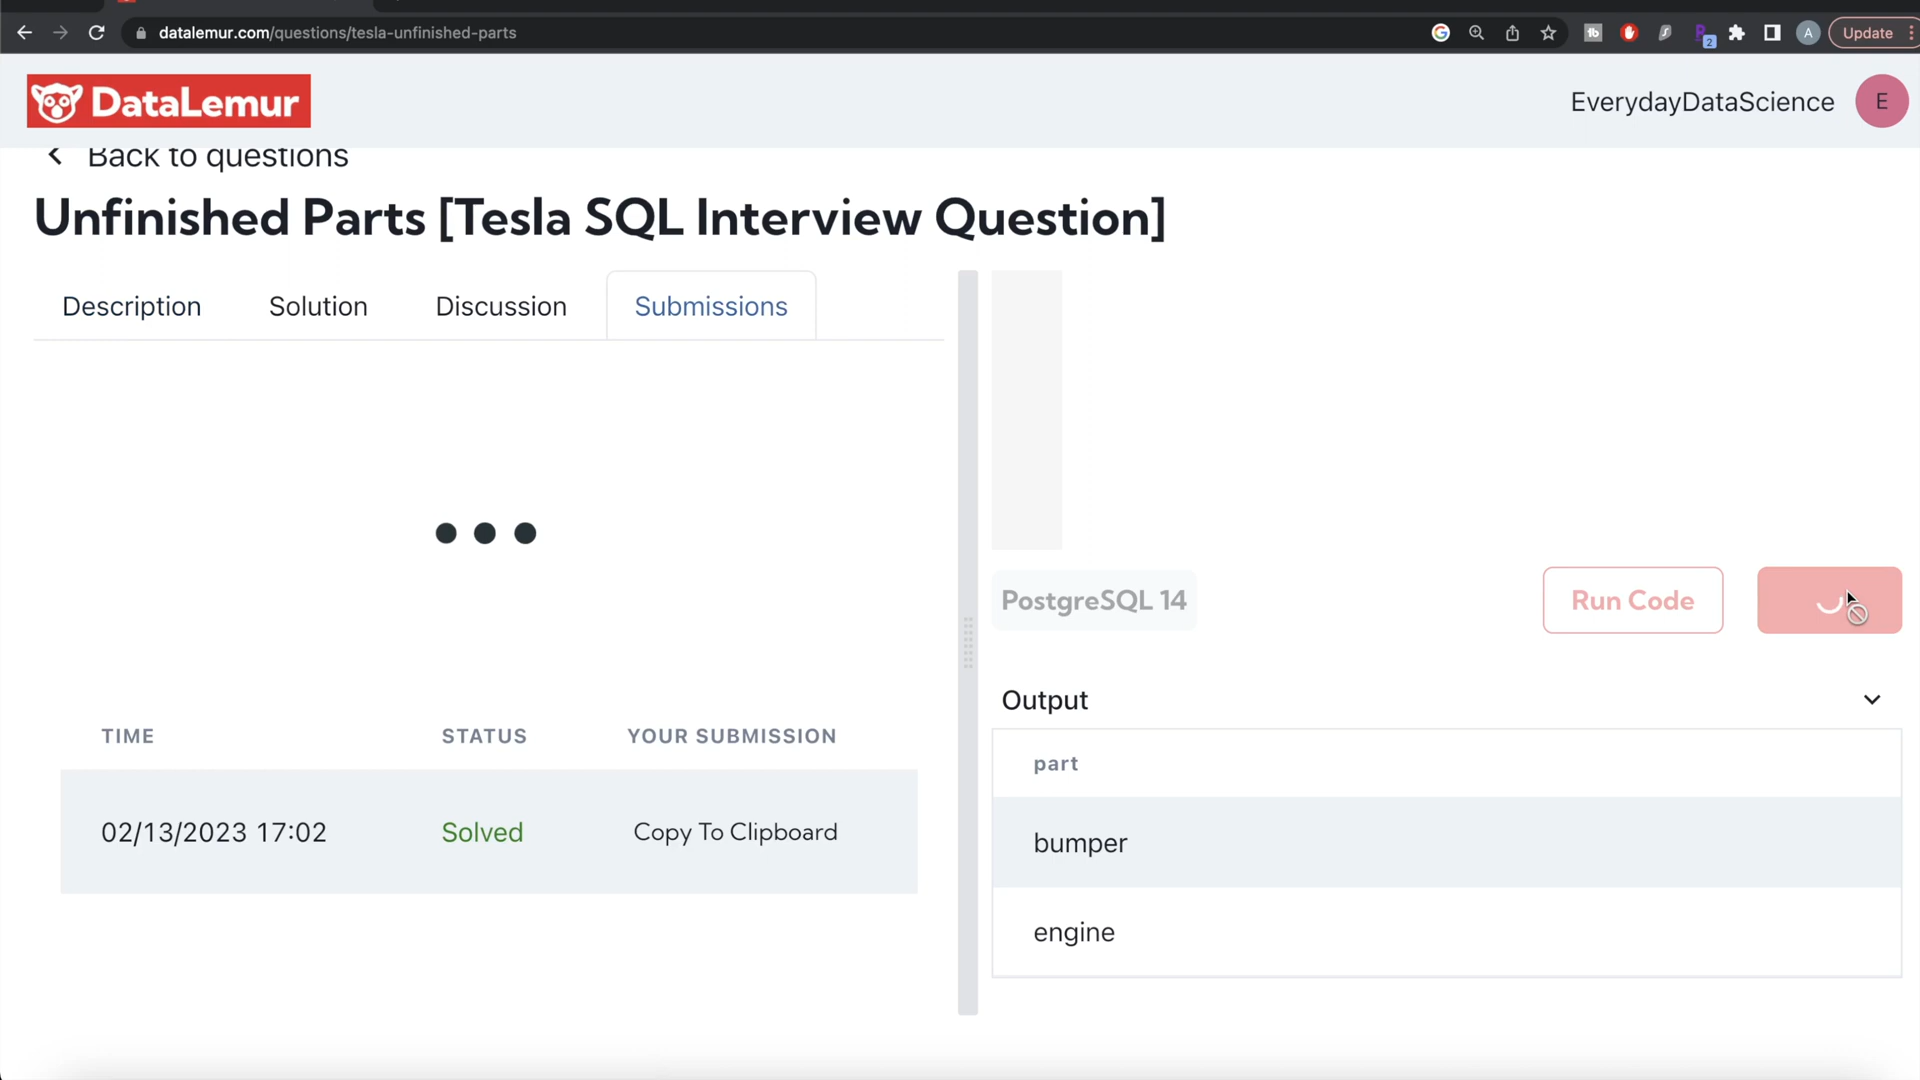 datalemur.com/questions/tesla-unfinished-parts
tb
2
A
Update
DataLemur
EverydayDataScience
E
Back to questions
Unfinished Parts [Tesla SQL Interview Question]
Description
Solution
Discussion
Submissions
PostgreSQL 14
Run Code
Output
part
bumper
engine
TIME
STATUS
YOUR SUBMISSION
02/13/2023 17:02
Solved
Copy To Clipboard